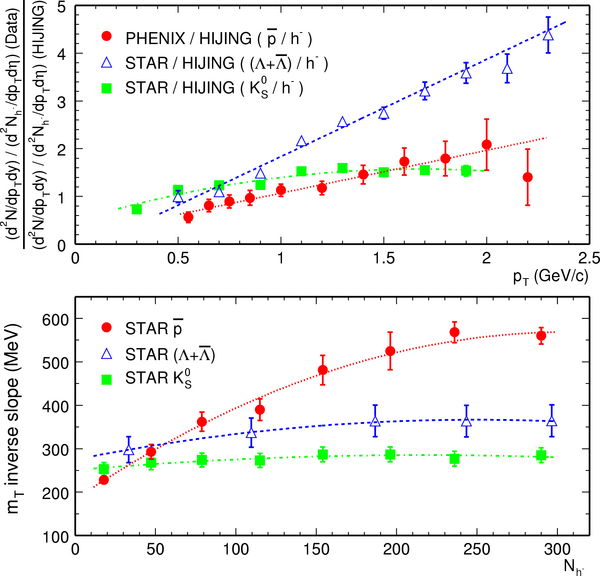 (d²N/dp_T dy) / (d²N_h⁻/dp_T dη) (Data)
(d²N/dp_T dy) / (d²N_h⁻/dp_T dη) (HIJING)
5
4
3
2
1
0
PHENIX / HIJING ( p̅ / h⁻)
STAR / HIJING ( (Λ+Λ̅) / h⁻)
STAR / HIJING ( K⁰_S / h⁻)
0 0.5 1 1.5 2 2.5
p_T (GeV/c)
m_T inverse slope (MeV)
600
500
400
300
200
100
STAR p̅
STAR (Λ+Λ̅)
STAR K⁰_S
0 50 100 150 200 250 300
N_h⁻